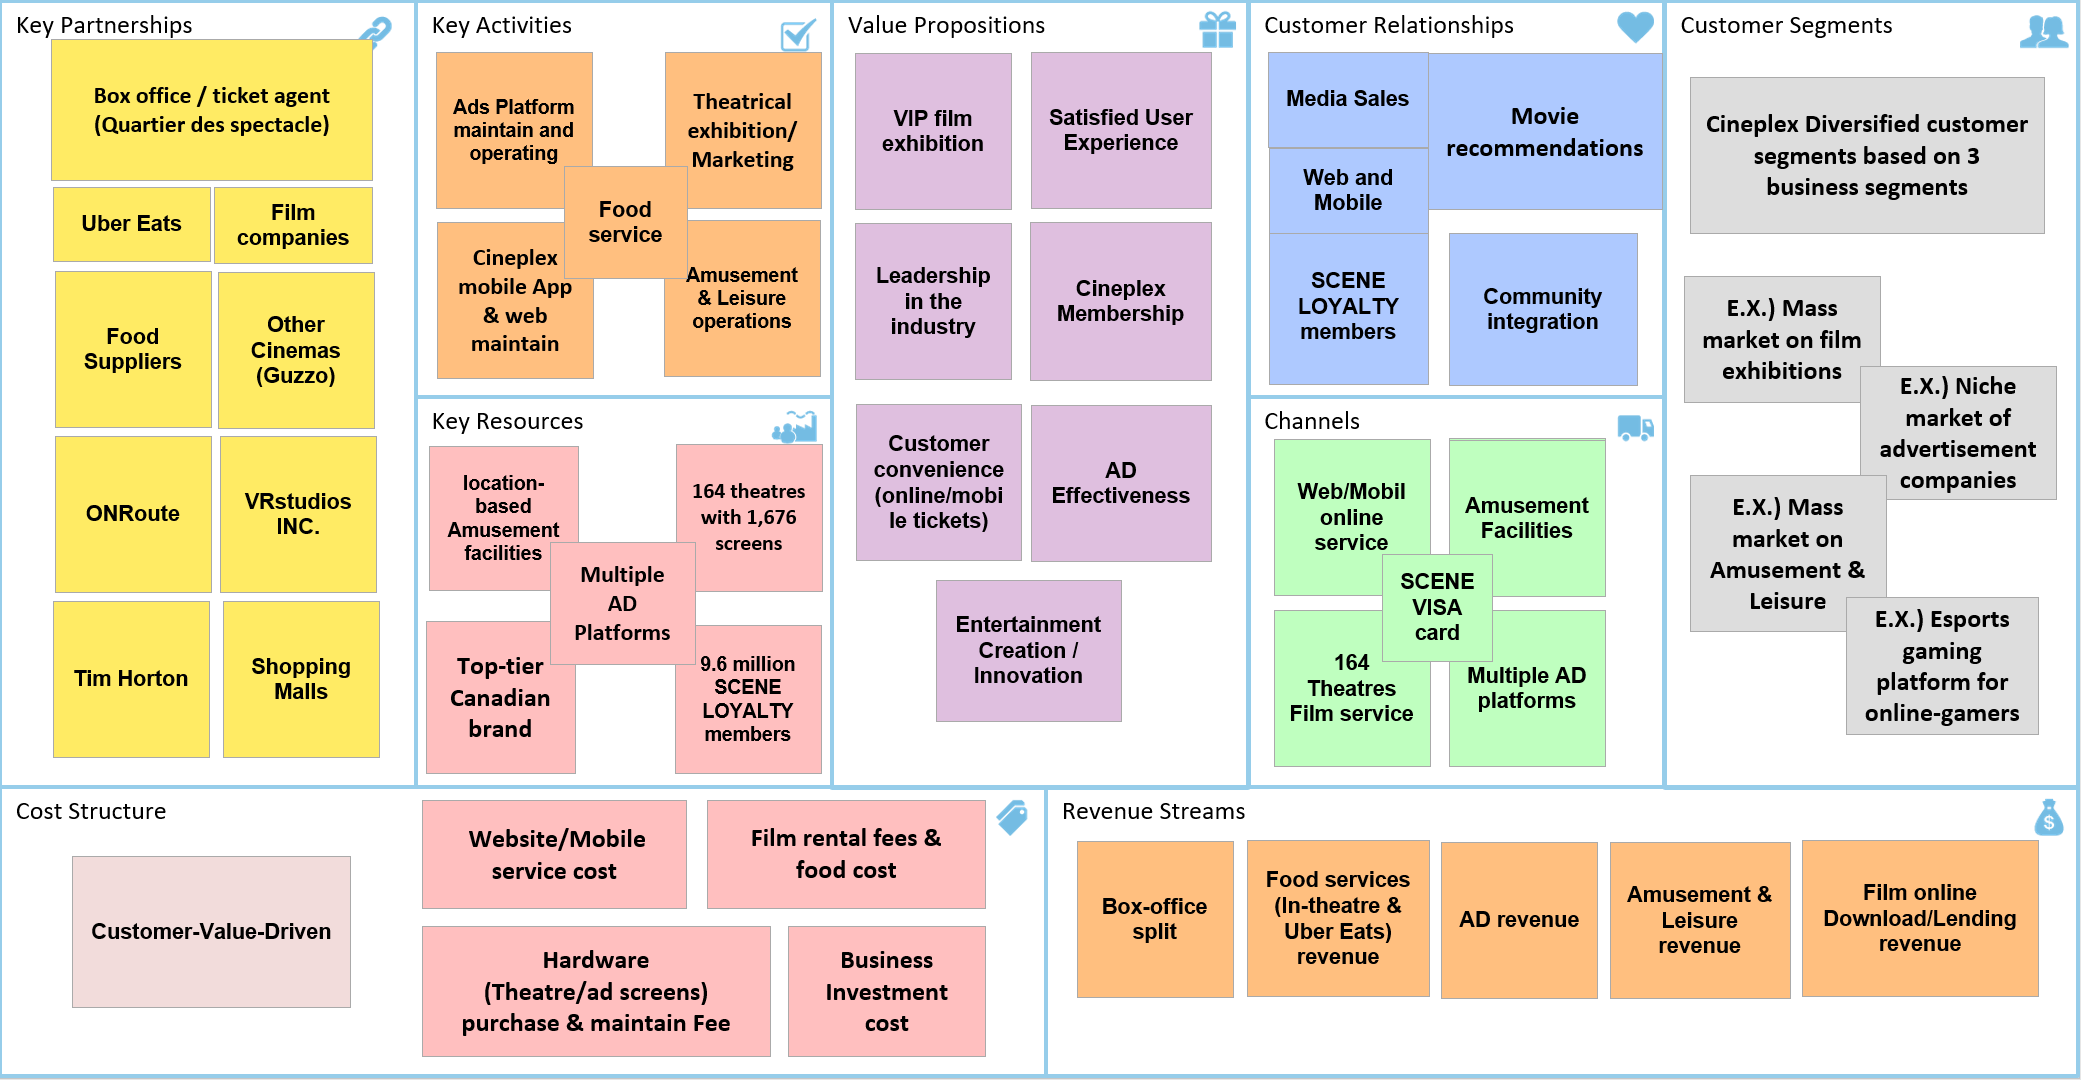 Key Partnerships
Box office / ticket agent
(Quartier des spectacle)
Uber Eats
Film
companies
Food
Suppliers
Other
Cinemas
(Guzzo)
ONRoute
VRstudios
INC.
Tim Horton
Shopping
Malls
Key Activities
Ads Platform
maintain and
operating
Theatrical
exhibition/
Marketing
Food
service
Cineplex
mobile App
& web
maintain
Amusement
& Leisure
operations
Key Resources
location-
based
Amusement
facilities
164 theatres
with 1,676
screens
Multiple
AD
Platforms
Top-tier
Canadian
brand
9.6 million
SCENE
LOYALTY
members
Value Propositions
VIP film
exhibition
Satisfied User
Experience
Leadership
in the
industry
Cineplex
Membership
Customer
convenience
(online/mobi
le tickets)
AD
Effectiveness
Entertainment
Creation /
Innovation
Customer Relationships
Media Sales
Movie
recommendations
Web and
Mobile
SCENE
LOYALTY
members
Community
integration
Channels
Web/Mobil
online
service
Amusement
Facilities
SCENE
VISA
card
164
Theatres
Film service
Multiple AD
platforms
Customer Segments
Cineplex Diversified customer
segments based on 3
business segments
E.X.) Mass
market on film
exhibitions
E.X.) Niche
market of
advertisement
companies
E.X.) Mass
market on
Amusement &
Leisure
E.X.) Esports
gaming
platform for
online-gamers
Cost Structure
Customer-Value-Driven
Website/Mobile
service cost
Film rental fees &
food cost
Hardware
(Theatre/ad screens)
purchase & maintain Fee
Business
Investment
cost
Revenue Streams
$
Box-office
split
Food services
(In-theatre &
Uber Eats)
revenue
AD revenue
Amusement &
Leisure
revenue
Film online
Download/Lending
revenue